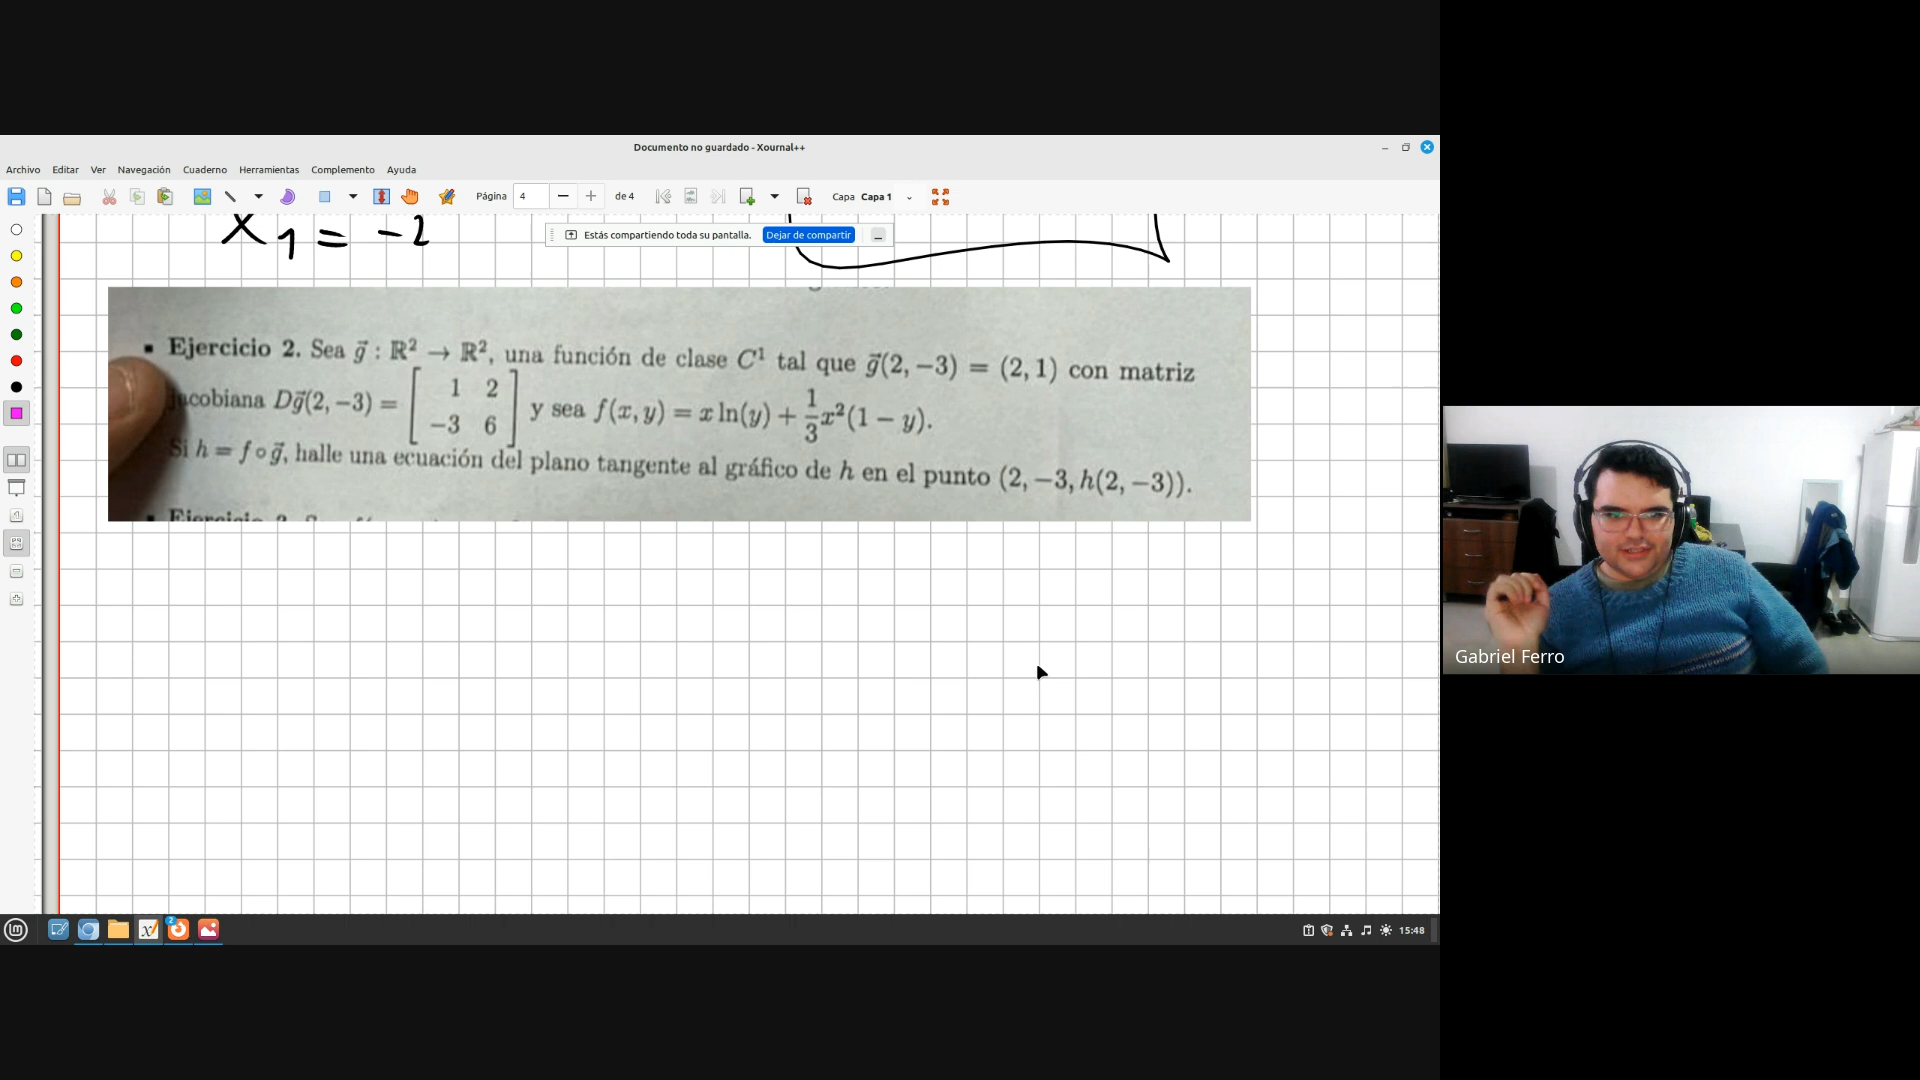 Documento no guardado - Xournal++
Archivo Editar Ver Navegación Cuaderno Herramientas Complemento Ayuda
Página 4 de 4 Capa Capa 1
x₁ = -2
Estás compartiendo toda su pantalla. Dejar de compartir
▪ Ejercicio 2. Sea g⃗ : ℝ² → ℝ², una función de clase C¹ tal que g⃗(2, −3) = (2, 1) con matriz
jacobiana Dg⃗(2, −3) = [1 2; −3 6] y sea f(x, y) = x ln(y) + 1/3 x²(1 − y).
Si h = f ∘ g⃗, halle una ecuación del plano tangente al gráfico de h en el punto (2, −3, h(2, −3)).
Gabriel Ferro
2
15:48